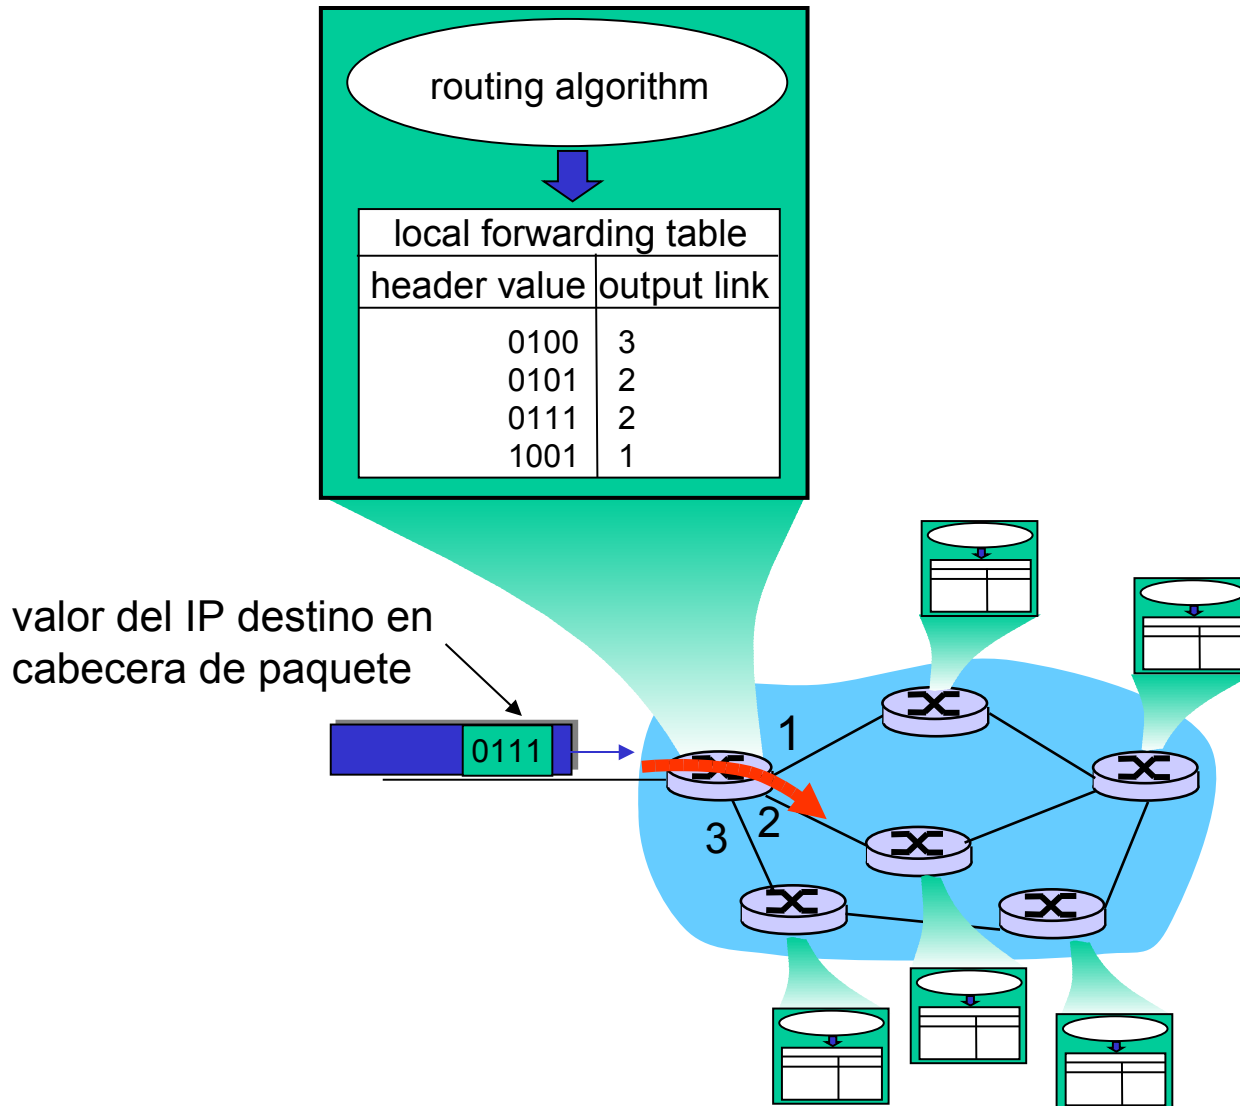 routing algorithm
local forwarding table
header value output link
0100 3
0101 2
0111 2
1001 1
valor del IP destino en
cabecera de paquete
0111
1
2
3